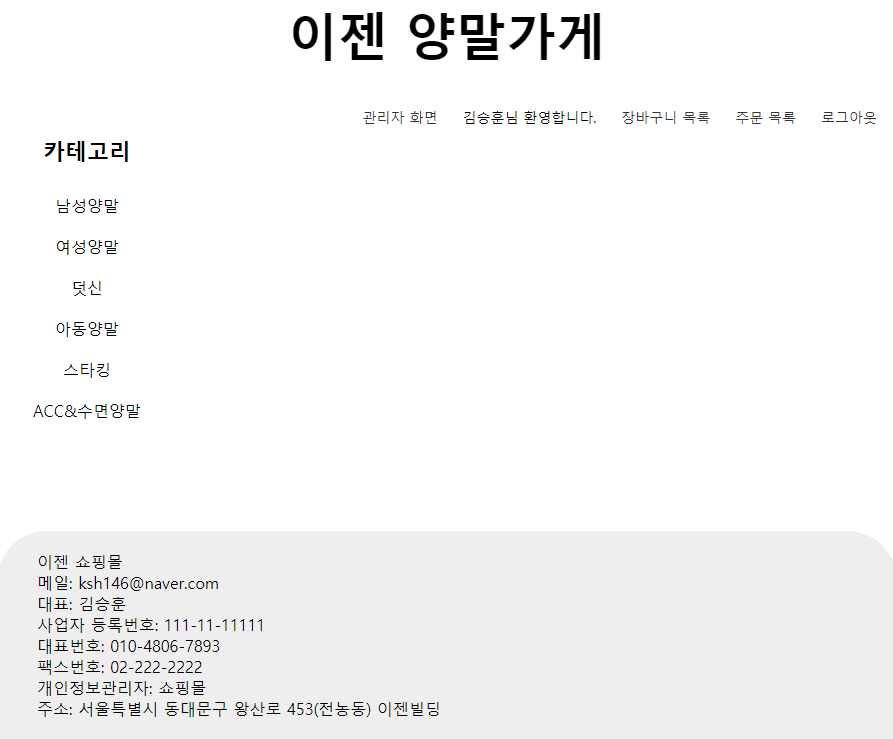 이젠 양말가게
관리자 화면 김승훈님 환영합니다. 장바구니 목록 주문 목록 로그아웃
카테고리
남성양말
여성양말
덧신
아동양말
스타킹
ACC&수면양말
이젠 쇼핑몰
메일: ksh146@naver.com
대표: 김승훈
사업자 등록번호: 111-11-11111
대표번호: 010-4806-7893
팩스번호: 02-222-2222
개인정보관리자: 쇼핑몰
주소: 서울특별시 동대문구 왕산로 453(전농동) 이젠빌딩